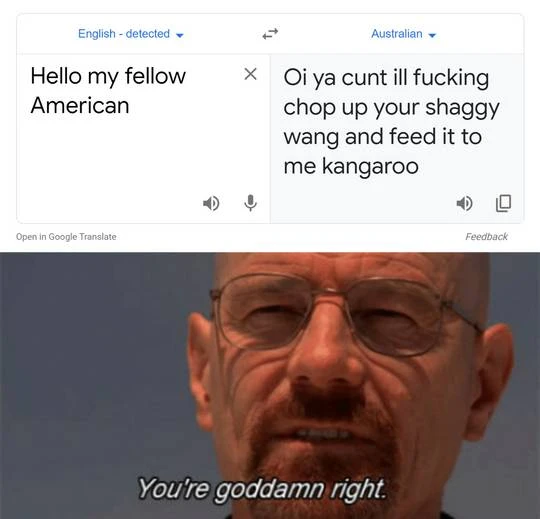 English - detected
Australian
Hello my fellow
American
Oi ya cunt ill fucking
chop up your shaggy
wang and feed it to
me kangaroo
Open in Google Translate
Feedback
You're goddamn right.